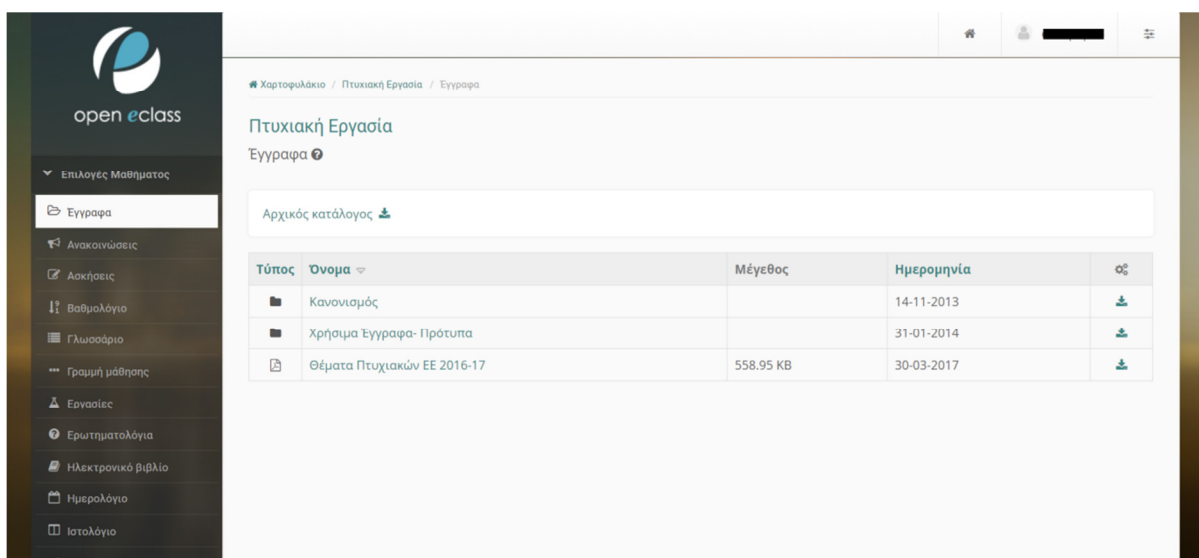 open eclass
Επιλογές Μαθήματος
Έγγραφα
Ανακοινώσεις
Ασκήσεις
Βαθμολόγιο
Γλωσσάριο
Γραμμή μάθησης
Εργασίες
Ερωτηματολόγια
Ηλεκτρονικό βιβλίο
Ημερολόγιο
Ιστολόγιο
Χαρτοφυλάκιο / Πτυχιακή Εργασία / Έγγραφα
Πτυχιακή Εργασία
Έγγραφα
Αρχικός κατάλογος
Τύπος Όνομα Μέγεθος Ημερομηνία
Κανονισμός 14-11-2013
Χρήσιμα Έγγραφα- Πρότυπα 31-01-2014
Θέματα Πτυχιακών ΕΕ 2016-17 558.95 KB 30-03-2017